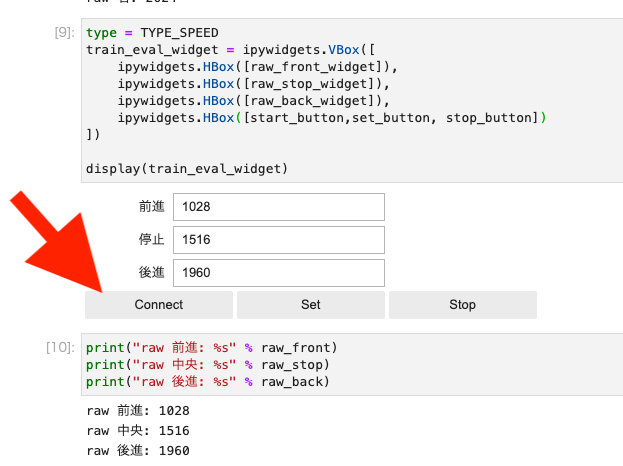 [9]:
type = TYPE_SPEED
train_eval_widget = ipywidgets.VBox([
    ipywidgets.HBox([raw_front_widget]),
    ipywidgets.HBox([raw_stop_widget]),
    ipywidgets.HBox([raw_back_widget]),
    ipywidgets.HBox([start_button,set_button, stop_button])
])

display(train_eval_widget)
前進 1028
停止 1516
後進 1960
Connect Set Stop
[10]:
print("raw 前進: %s" % raw_front)
print("raw 中央: %s" % raw_stop)
print("raw 後進: %s" % raw_back)
raw 前進: 1028
raw 中央: 1516
raw 後進: 1960